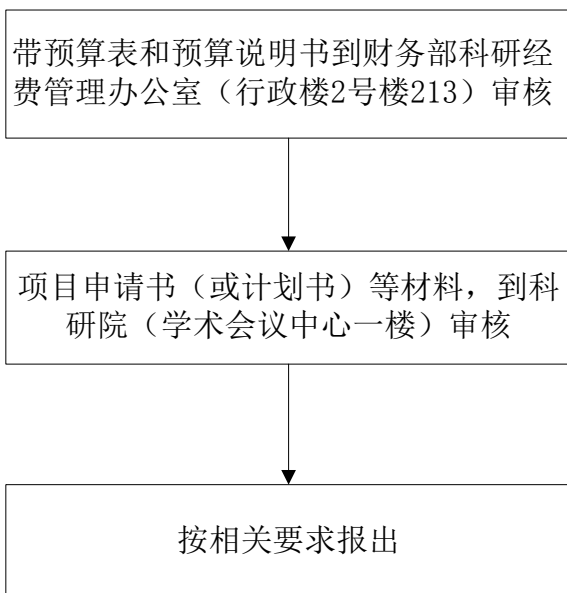 带预算表和预算说明书到财务部科研经
费管理办公室（行政楼2号楼213）审核
项目申请书（或计划书）等材料，到科
研院（学术会议中心一楼）审核
按相关要求报出